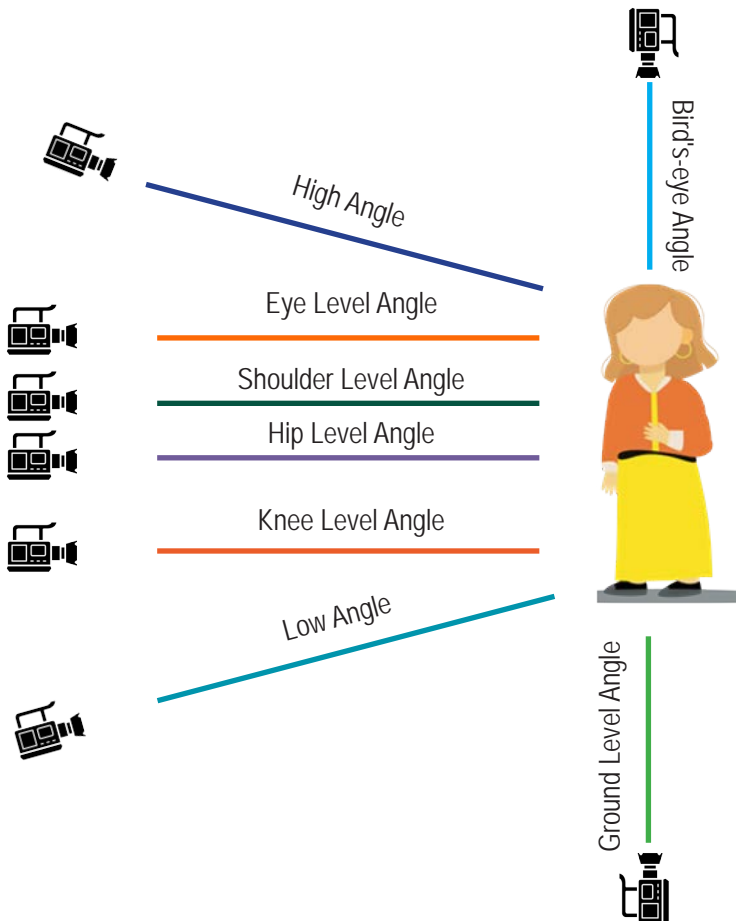 Bird's-eye Angle
High Angle
Eye Level Angle
Shoulder Level Angle
Hip Level Angle
Knee Level Angle
Low Angle
Ground Level Angle